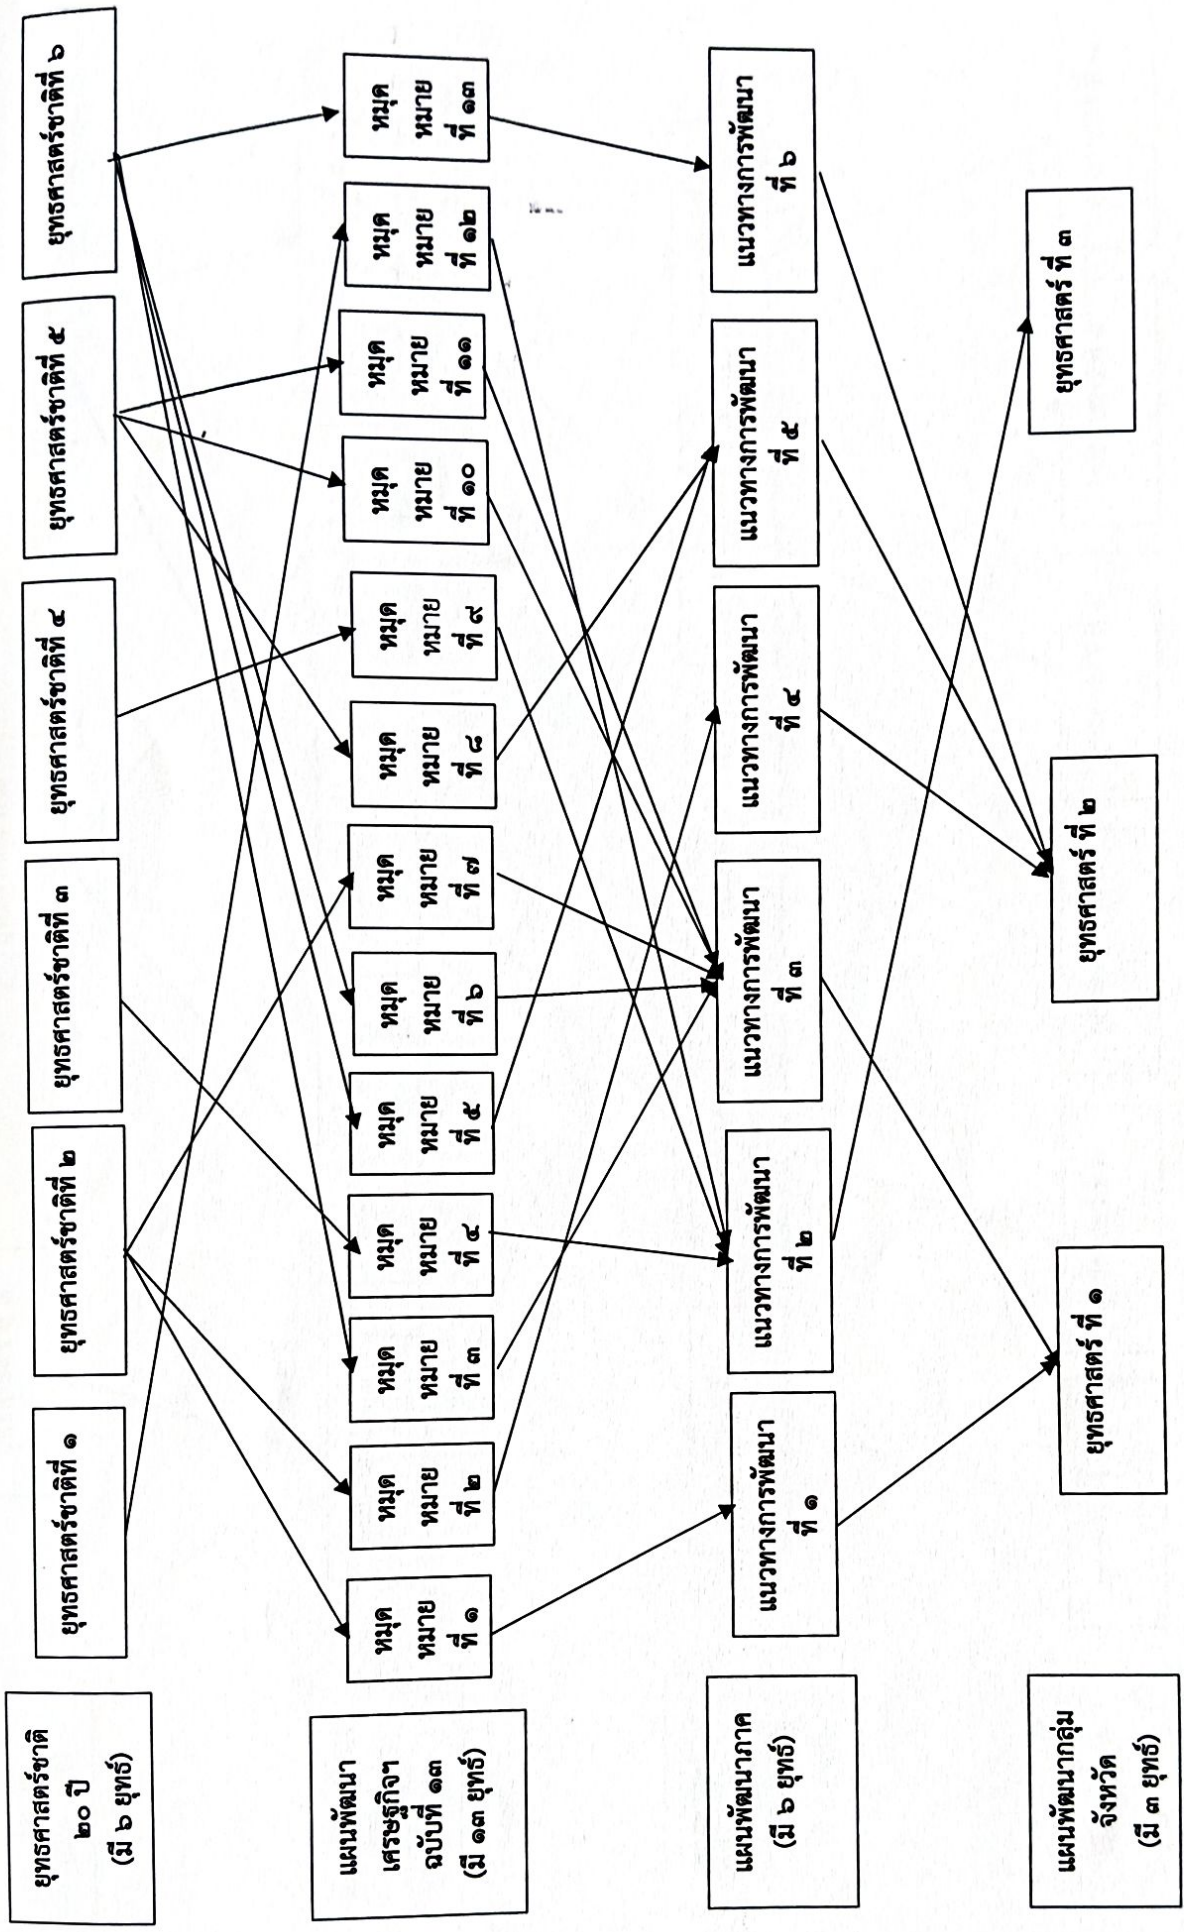 ยุทธศาสตร์ชาติ
๒๐ ปี
(มี ๖ ยุทธ์)
ยุทธศาสตร์ชาติที่ ๑
ยุทธศาสตร์ชาติที่ ๒
ยุทธศาสตร์ชาติที่ ๓
ยุทธศาสตร์ชาติที่ ๔
ยุทธศาสตร์ชาติที่ ๕
ยุทธศาสตร์ชาติที่ ๖
แผนพัฒนา
เศรษฐกิจฯ
ฉบับที่ ๑๓
(มี ๑๓ ยุทธ์)
หมุด
หมาย
ที่ ๑
หมุด
หมาย
ที่ ๒
หมุด
หมาย
ที่ ๓
หมุด
หมาย
ที่ ๔
หมุด
หมาย
ที่ ๕
หมุด
หมาย
ที่ ๖
หมุด
หมาย
ที่ ๗
หมุด
หมาย
ที่ ๘
หมุด
หมาย
ที่ ๙
หมุด
หมาย
ที่ ๑๐
หมุด
หมาย
ที่ ๑๑
หมุด
หมาย
ที่ ๑๒
หมุด
หมาย
ที่ ๑๓
แผนพัฒนาภาค
(มี ๖ ยุทธ์)
แนวทางการพัฒนา
ที่ ๑
แนวทางการพัฒนา
ที่ ๒
แนวทางการพัฒนา
ที่ ๓
แนวทางการพัฒนา
ที่ ๔
แนวทางการพัฒนา
ที่ ๕
แนวทางการพัฒนา
ที่ ๖
แผนพัฒนากลุ่ม
จังหวัด
(มี ๓ ยุทธ์)
ยุทธศาสตร์ ที่ ๑
ยุทธศาสตร์ ที่ ๒
ยุทธศาสตร์ ที่ ๓